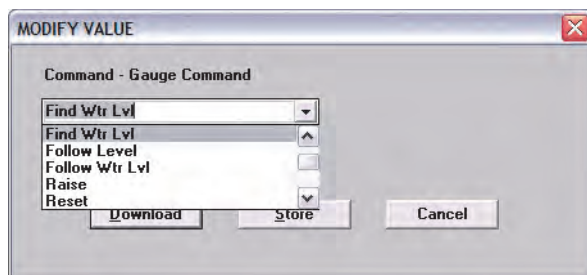 MODIFY VALUE
Command - Gauge Command
Find Wtr Lvl
Find Wtr Lvl
Follow Level
Follow Wtr Lvl
Raise
Reset
Download Store Cancel